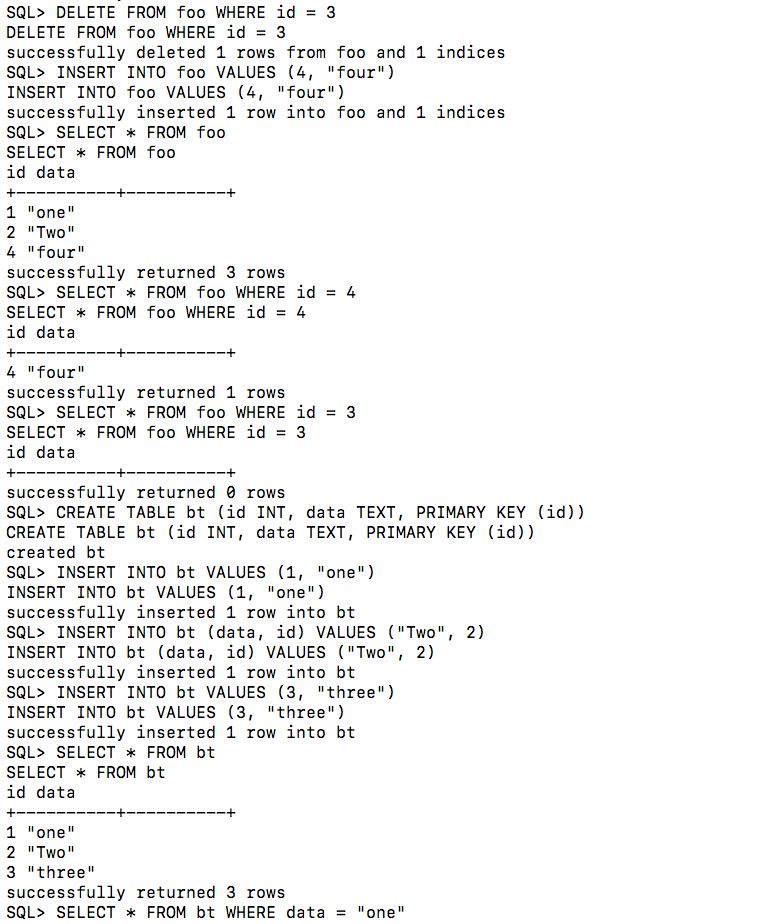 SQL> DELETE FROM foo WHERE id = 3
DELETE FROM foo WHERE id = 3
successfully deleted 1 rows from foo and 1 indices
SQL> INSERT INTO foo VALUES (4, "four")
INSERT INTO foo VALUES (4, "four")
successfully inserted 1 row into foo and 1 indices
SQL> SELECT * FROM foo
SELECT * FROM foo
id data
+----------+----------+
1 "one"
2 "Two"
4 "four"
successfully returned 3 rows
SQL> SELECT * FROM foo WHERE id = 4
SELECT * FROM foo WHERE id = 4
id data
+----------+----------+
4 "four"
successfully returned 1 rows
SQL> SELECT * FROM foo WHERE id = 3
SELECT * FROM foo WHERE id = 3
id data
+----------+----------+
successfully returned 0 rows
SQL> CREATE TABLE bt (id INT, data TEXT, PRIMARY KEY (id))
CREATE TABLE bt (id INT, data TEXT, PRIMARY KEY (id))
created bt
SQL> INSERT INTO bt VALUES (1, "one")
INSERT INTO bt VALUES (1, "one")
successfully inserted 1 row into bt
SQL> INSERT INTO bt (data, id) VALUES ("Two", 2)
INSERT INTO bt (data, id) VALUES ("Two", 2)
successfully inserted 1 row into bt
SQL> INSERT INTO bt VALUES (3, "three")
INSERT INTO bt VALUES (3, "three")
successfully inserted 1 row into bt
SQL> SELECT * FROM bt
SELECT * FROM bt
id data
+----------+----------+
1 "one"
2 "Two"
3 "three"
successfully returned 3 rows
SQL> SELECT * FROM bt WHERE data = "one"